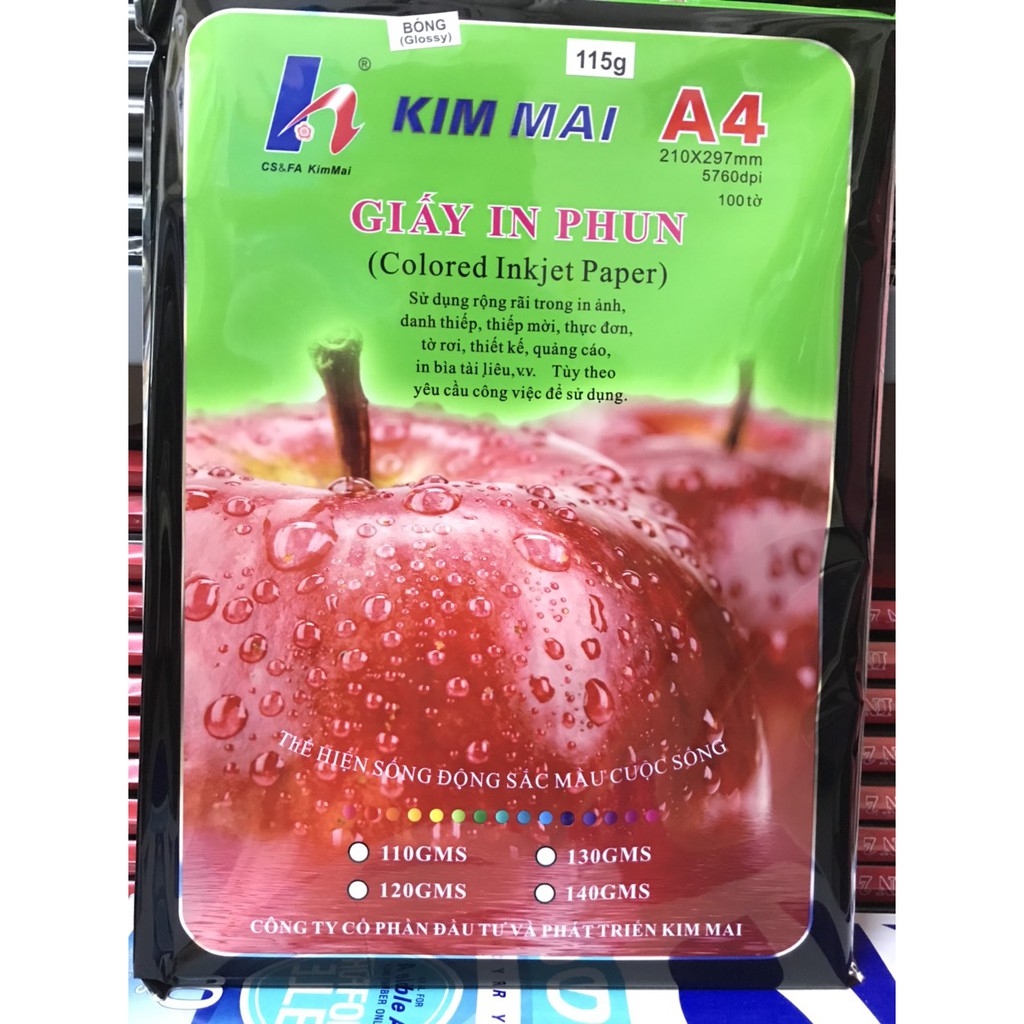 BÓNG
(Glossy)
115g
®
KIM MAI
A4
CS&FA KimMai
210X297mm
5760dpi
100 tờ
GIẤY IN PHUN
(Colored Inkjet Paper)
Sử dụng rộng rãi trong in ảnh,
danh thiếp, thiếp mời, thực đơn,
tờ rơi, thiết kế, quảng cáo,
in bìa tài liêu,v.v. Tùy theo
yêu cầu công việc để sử dụng.
THỂ HIỆN SỐNG ĐỘNG SẮC MẦU CUỘC SỐNG
110GMS
130GMS
120GMS
140GMS
CÔNG TY CỔ PHẦN ĐẦU TƯ VÀ PHÁT TRIỂN KIM MAI